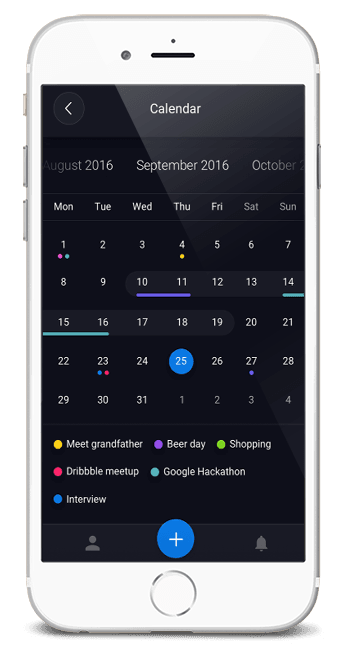 Calendar
August 2016 September 2016 October 2
Mon Tue Wed Thu Fri Sat Sun
1 2 3 4 5 6 7
8 9 10 11 12 13 14
15 16 17 18 19 20 21
22 23 24 25 26 27 28
29 30 31 1 2 3 4
Meet grandfather Beer day Shopping
Dribbble meetup Google Hackathon
Interview